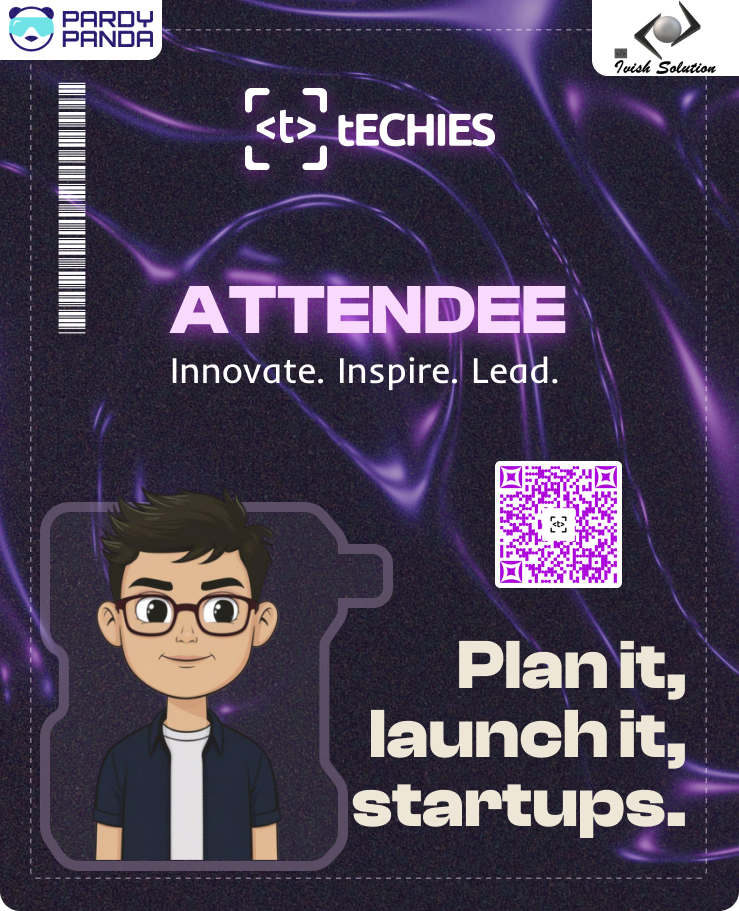 PARDY
PANDA
Ivish Solution
<t> tECHIES
ATTENDEE
Innovate. Inspire. Lead.
<t>
Plan it,
launch it,
startups.